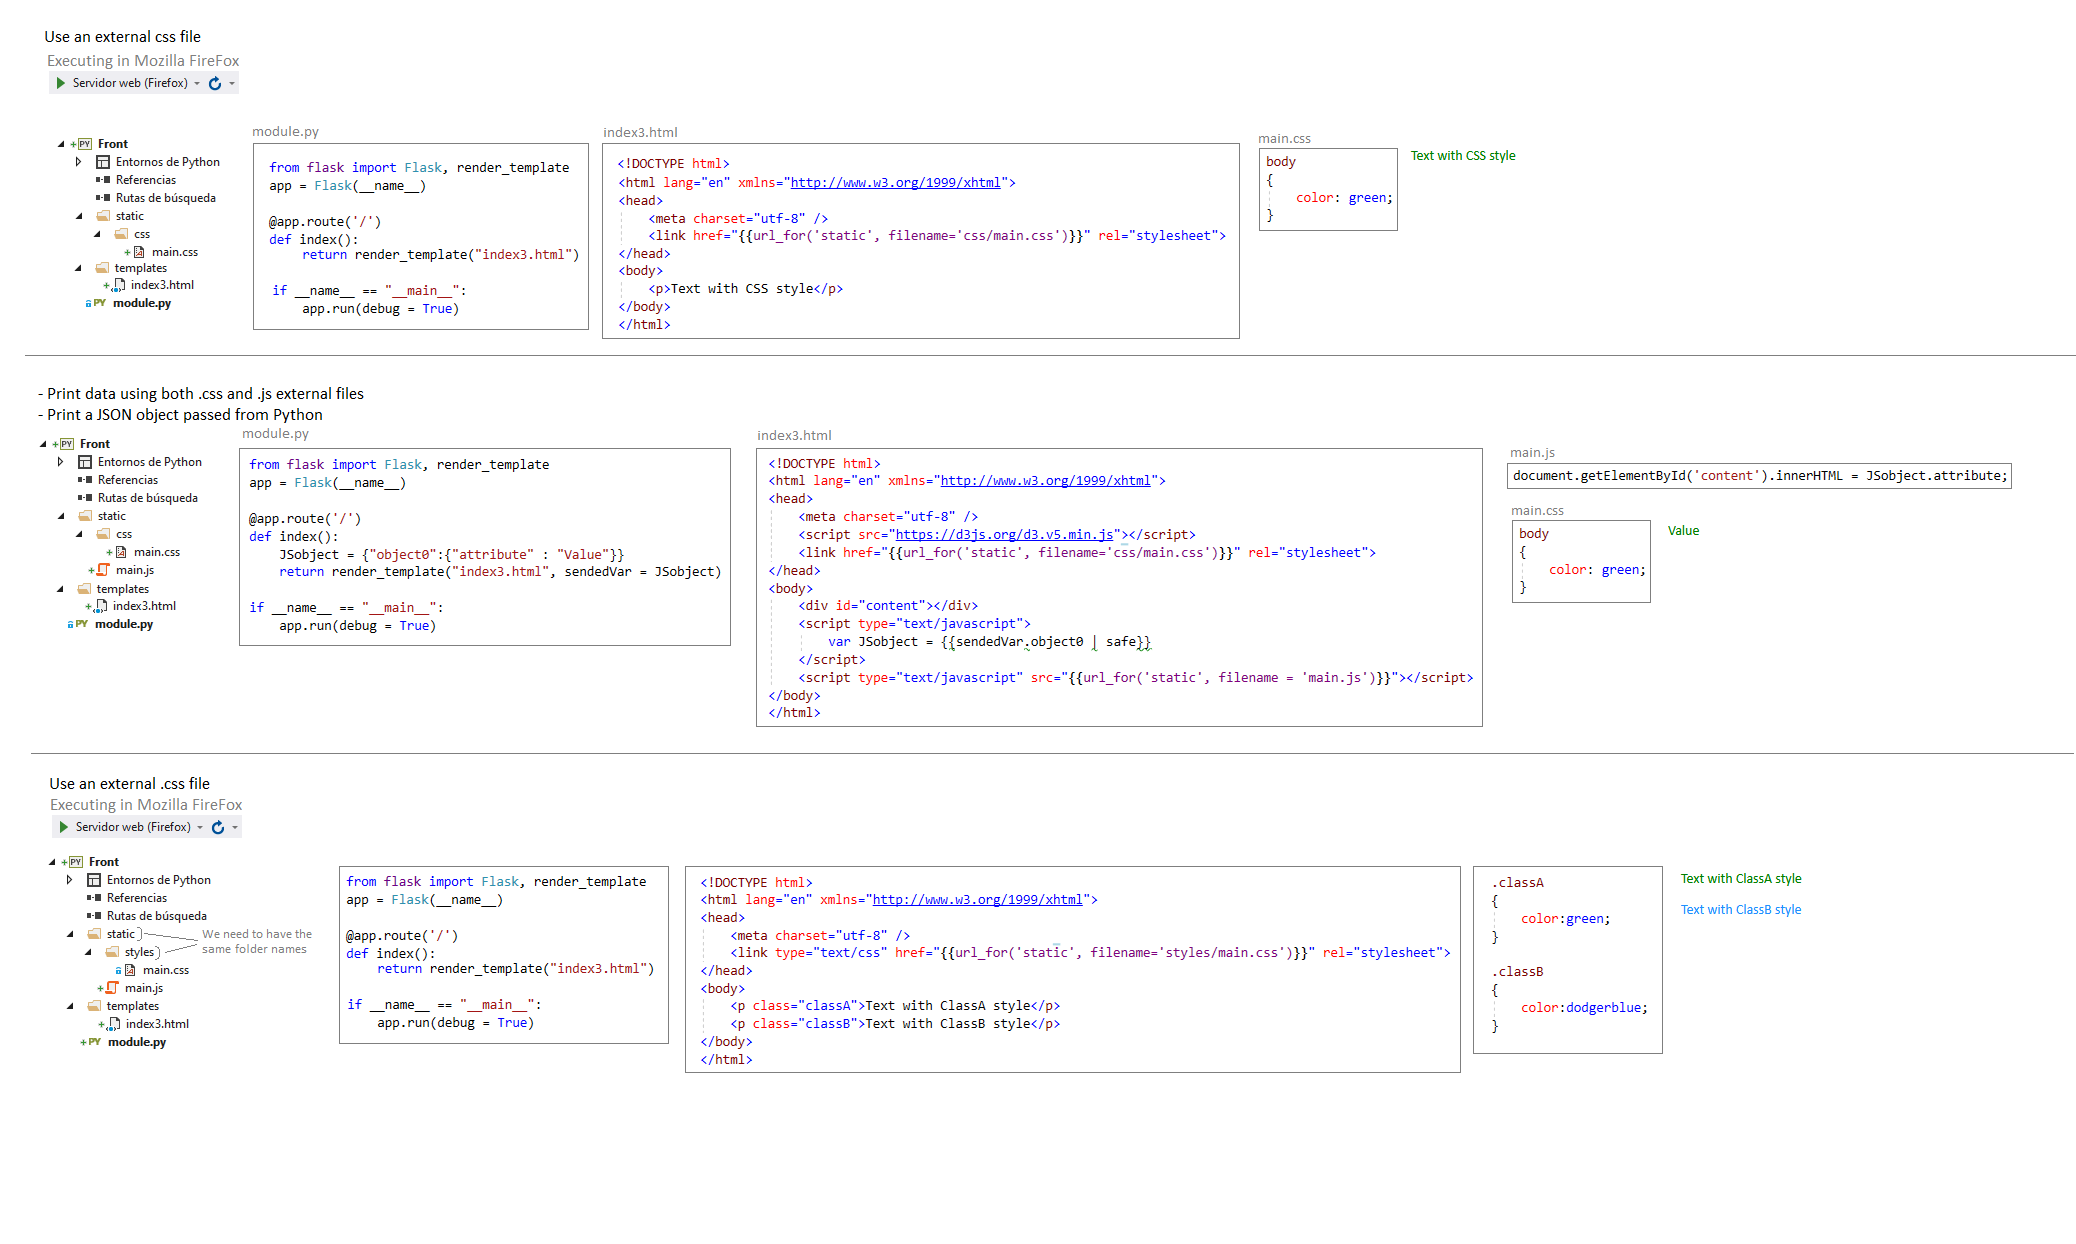 Use an external css file
Executing in Mozilla FireFox
Servidor web (Firefox)
Front
Entornos de Python
Referencias
Rutas de búsqueda
static
css
main.css
templates
index3.html
module.py
module.py
from flask import Flask, render_template
app = Flask(__name__)
@app.route('/')
def index():
return render_template("index3.html")
if __name__ == "__main__":
app.run(debug = True)
index3.html
<!DOCTYPE html>
<html lang="en" xmlns="http://www.w3.org/1999/xhtml">
<head>
<meta charset="utf-8" />
<link href="{{url_for('static', filename='css/main.css')}}" rel="stylesheet">
</head>
<body>
<p>Text with CSS style</p>
</body>
</html>
main.css
body
{
color: green;
}
Text with CSS style
- Print data using both .css and .js external files
- Print a JSON object passed from Python
Front
Entornos de Python
Referencias
Rutas de búsqueda
static
css
main.css
main.js
templates
index3.html
module.py
module.py
from flask import Flask, render_template
app = Flask(__name__)
@app.route('/')
def index():
JSobject = {"object0":{"attribute" : "Value"}}
return render_template("index3.html", sendedVar = JSobject)
if __name__ == "__main__":
app.run(debug = True)
index3.html
<!DOCTYPE html>
<html lang="en" xmlns="http://www.w3.org/1999/xhtml">
<head>
<meta charset="utf-8" />
<script src="https://d3js.org/d3.v5.min.js"></script>
<link href="{{url_for('static', filename='css/main.css')}}" rel="stylesheet">
</head>
<body>
<div id="content"></div>
<script type="text/javascript">
var JSobject = {{sendedVar.object0 | safe}}
</script>
<script type="text/javascript" src="{{url_for('static', filename = 'main.js')}}"></script>
</body>
</html>
main.js
document.getElementById('content').innerHTML = JSobject.attribute;
main.css
body
{
color: green;
}
Value
Use an external .css file
Executing in Mozilla FireFox
Servidor web (Firefox)
Front
Entornos de Python
Referencias
Rutas de búsqueda
static
styles
main.css
main.js
templates
index3.html
module.py
We need to have the
same folder names
from flask import Flask, render_template
app = Flask(__name__)
@app.route('/')
def index():
return render_template("index3.html")
if __name__ == "__main__":
app.run(debug = True)
<!DOCTYPE html>
<html lang="en" xmlns="http://www.w3.org/1999/xhtml">
<head>
<meta charset="utf-8" />
<link type="text/css" href="{{url_for('static', filename='styles/main.css')}}" rel="stylesheet">
</head>
<body>
<p class="classA">Text with ClassA style</p>
<p class="classB">Text with ClassB style</p>
</body>
</html>
.classA
{
color:green;
}
.classB
{
color:dodgerblue;
}
Text with ClassA style
Text with ClassB style